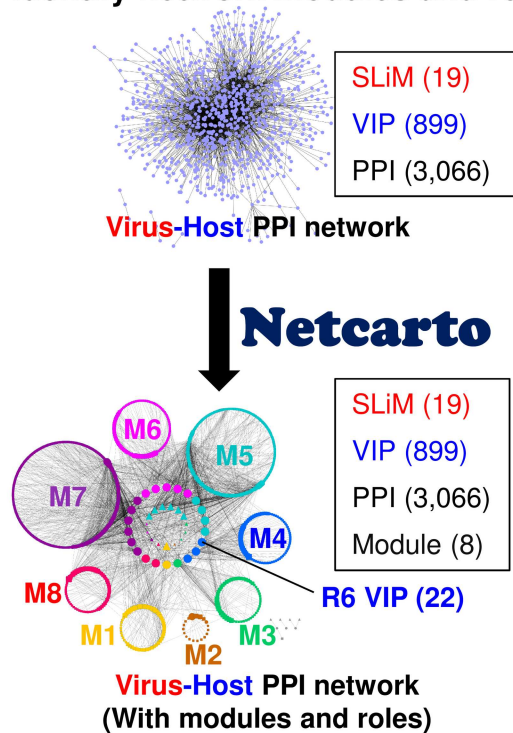 SLiM (19)
VIP (899)
PPI (3,066)
Virus-Host PPI network
Netcarto
SLiM (19)
VIP (899)
PPI (3,066)
Module (8)
M6
M5
M7
M4
M8
M1
M2
M3
R6 VIP (22)
Virus-Host PPI network
(With modules and roles)